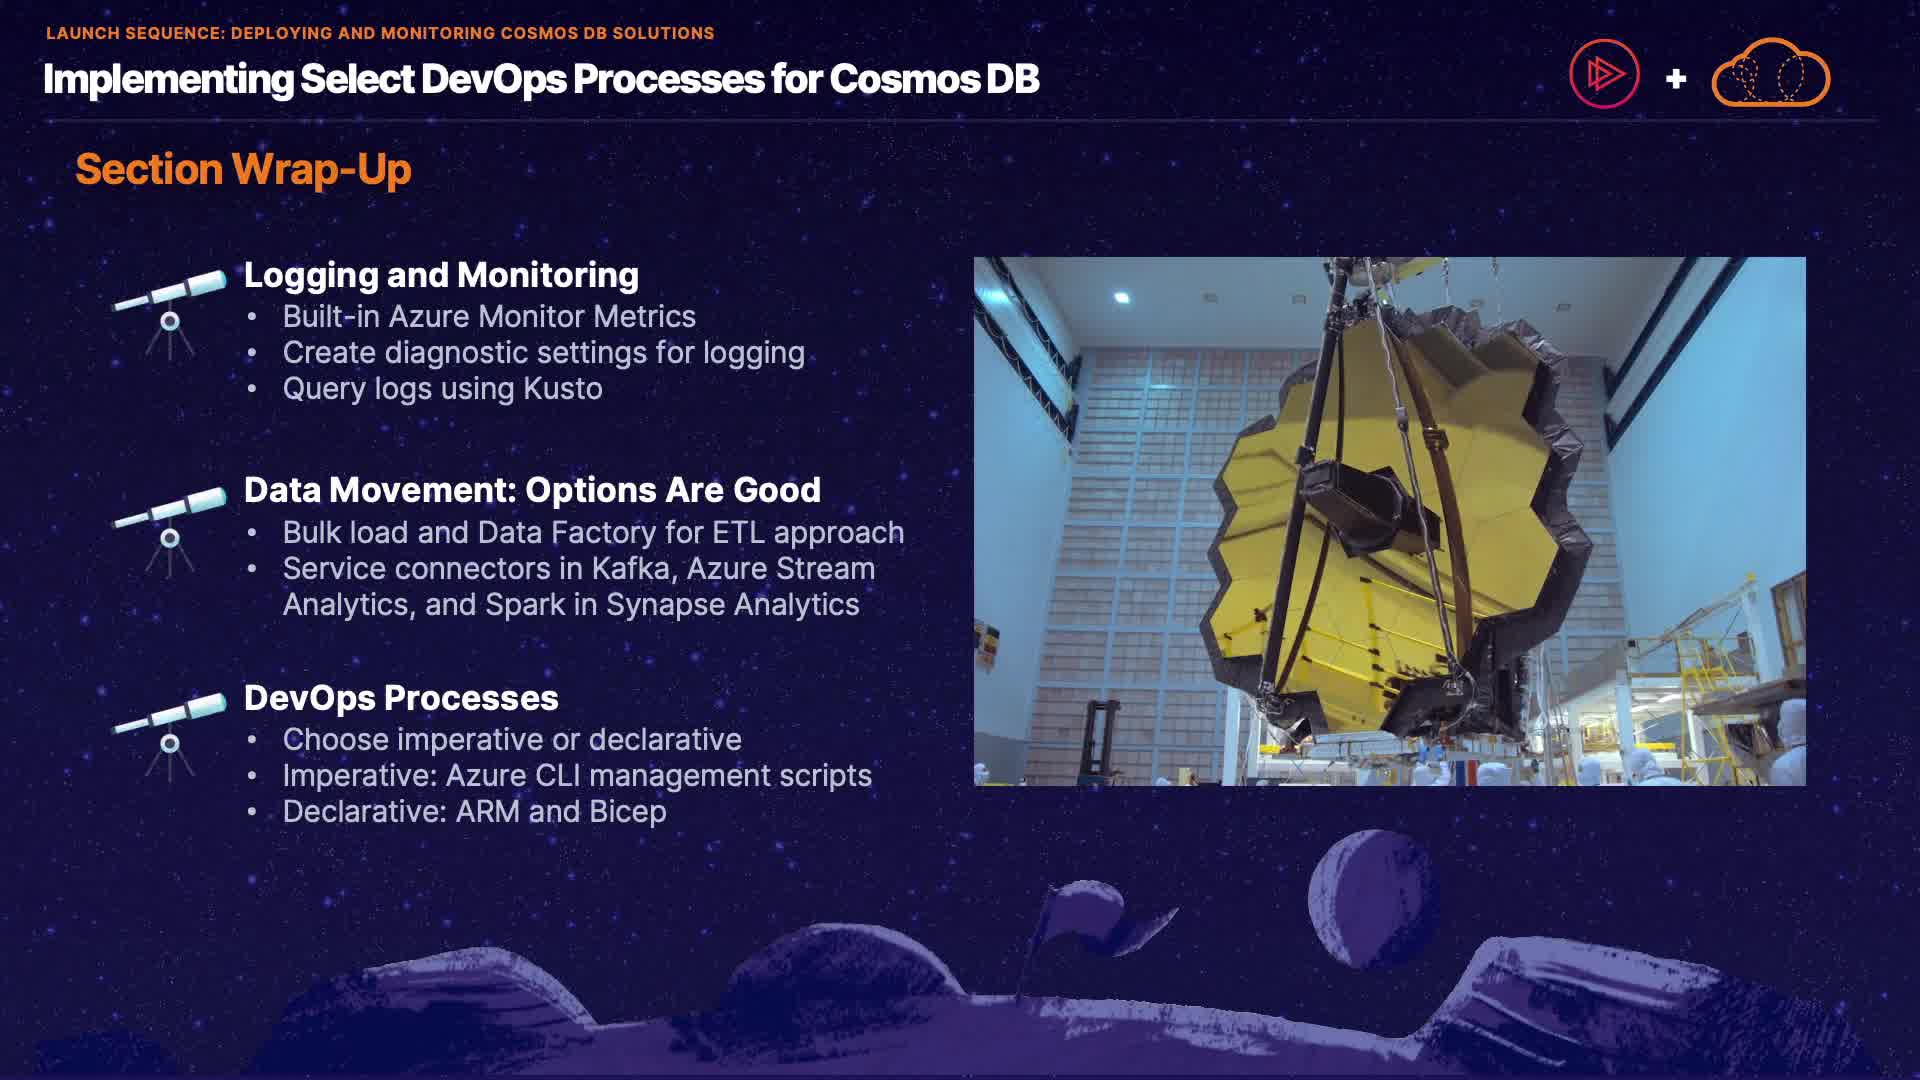 LAUNCH SEQUENCE: DEPLOYING AND MONITORING COSMOS DB SOLUTIONS
Implementing Select DevOps Processes for Cosmos DB
Section Wrap-Up
Logging and Monitoring
• Built-in Azure Monitor Metrics
• Create diagnostic settings for logging
• Query logs using Kusto
Data Movement: Options Are Good
• Bulk load and Data Factory for ETL approach
• Service connectors in Kafka, Azure Stream
Analytics, and Spark in Synapse Analytics
DevOps Processes
• Choose imperative or declarative
• Imperative: Azure CLI management scripts
• Declarative: ARM and Bicep